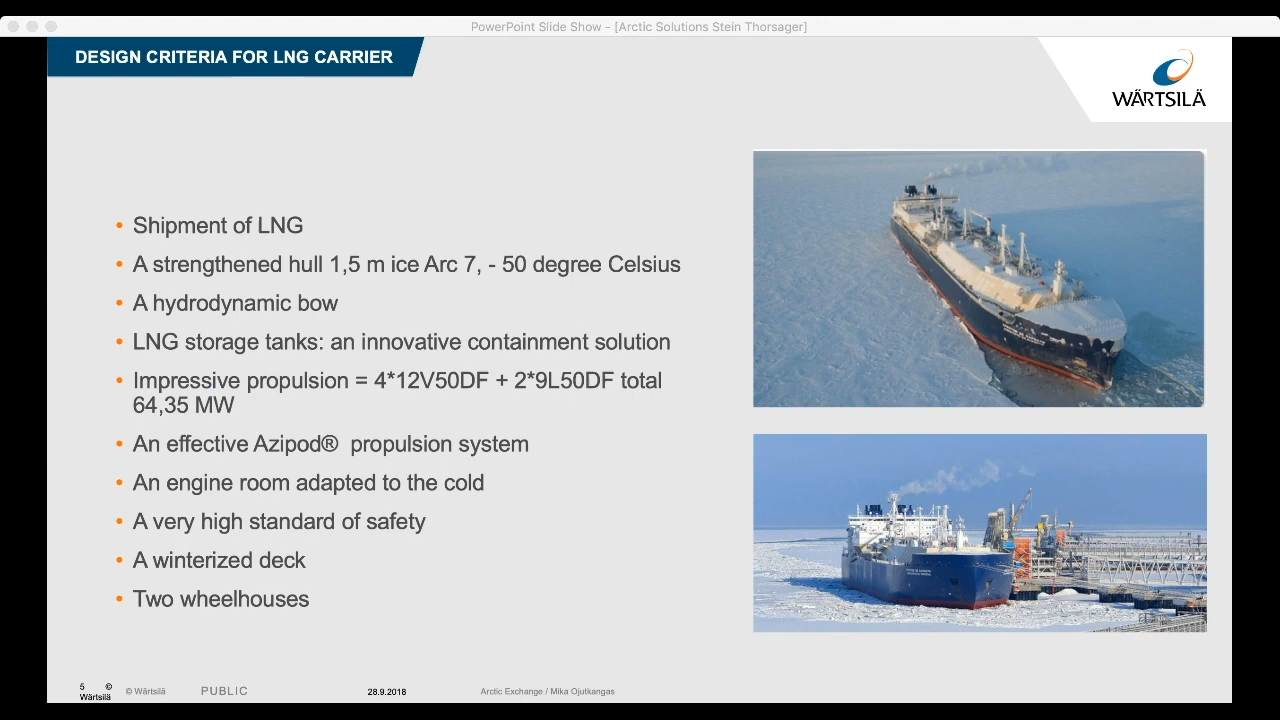 PowerPoint Slide Show - [Arctic Solutions Stein Thorsager]
DESIGN CRITERIA FOR LNG CARRIER
WÄRTSILÄ
• Shipment of LNG
• A strengthened hull 1,5 m ice Arc 7, - 50 degree Celsius
• A hydrodynamic bow
• LNG storage tanks: an innovative containment solution
• Impressive propulsion = 4*12V50DF + 2*9L50DF total
64,35 MW
• An effective Azipod®  propulsion system
• An engine room adapted to the cold
• A very high standard of safety
• A winterized deck
• Two wheelhouses
5 ©
Wärtsilä
© Wärtsilä
PUBLIC
28.9.2018
Arctic Exchange / Mika Ojutkangas